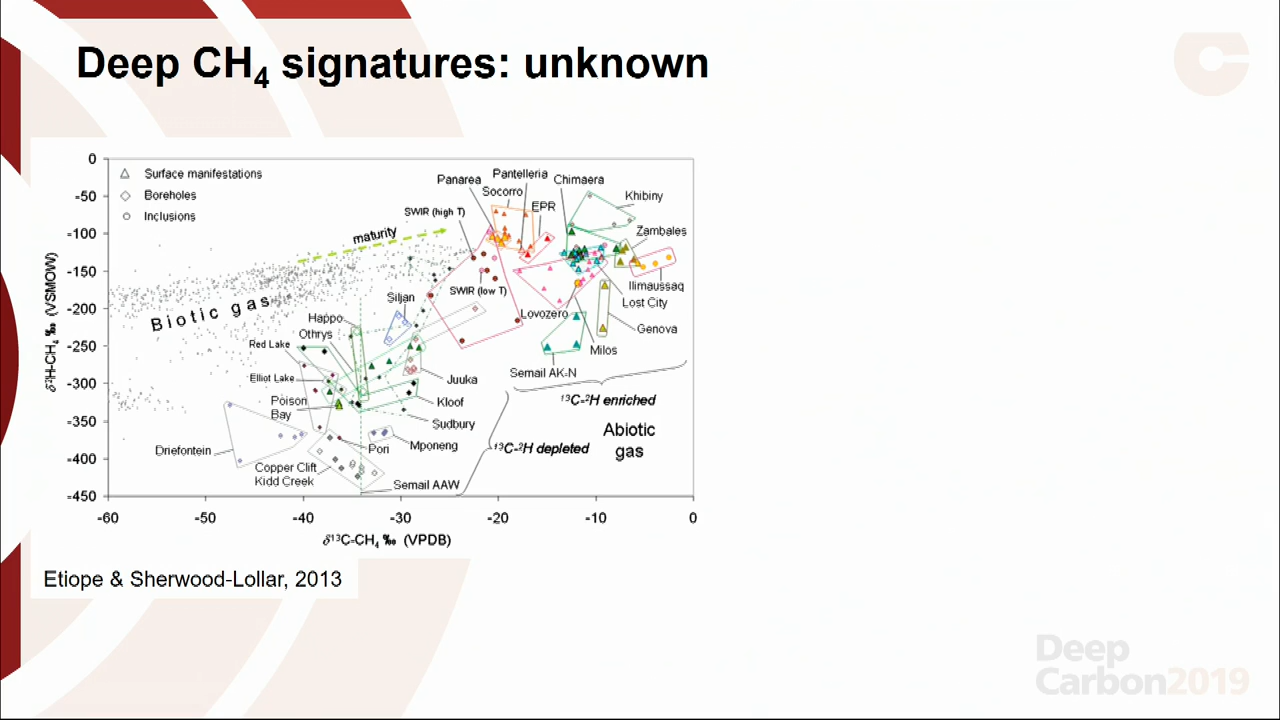 Deep CH4 signatures: unknown
0
-50
-100
-150
-200
-250
-300
-350
-400
-450
δ²H-CH4 ‰ (VSMOW)
Surface manifestations
Boreholes
Inclusions
maturity
Biotic gas
Panarea
Pantelleria
Chimaera
Socorro
Khibiny
SWIR (high T)
EPR
Zambales
SWIR (low T)
Ilimaussaq
Siljan
Lost City
Happo
Lovozero
Othrys
Genova
Red Lake
Milos
Semail AK-N
Elliot Lake
Juuka
Poison
Bay
Kloof
¹³C-²H enriched
Sudbury
Abiotic
gas
Driefontein
Pori
Mponeng
¹³C-²H depleted
Copper Clift
Kidd Creek
Semail AAW
-60
-50
-40
-30
-20
-10
0
δ¹³C-CH4 ‰ (VPDB)
Etiope & Sherwood-Lollar, 2013
Deep
Carbon2019